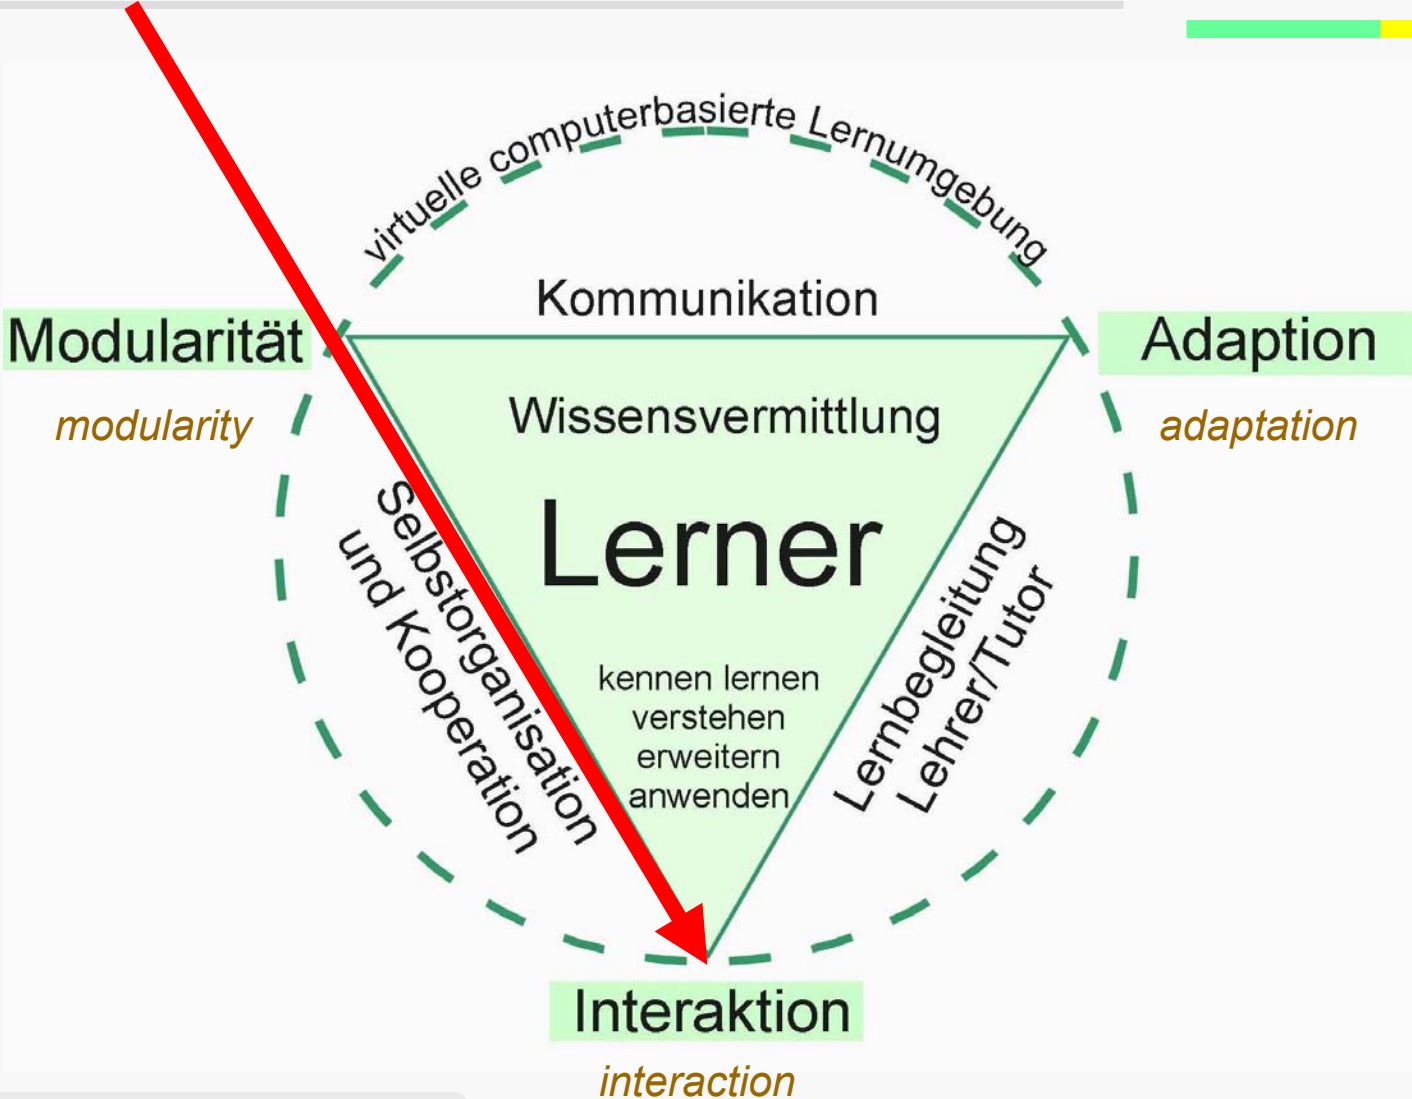 virtuelle computerbasierte Lernumgebung
Kommunikation
Modularität
Adaption
modularity
adaptation
Wissensvermittlung
Lerner
Selbstorganisation
und Kooperation
Lernbegleitung
Lehrer/Tutor
kennen lernen
verstehen
erweitern
anwenden
Interaktion
interaction